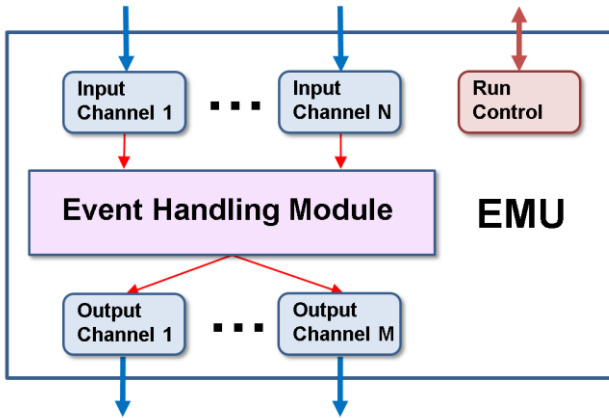 Input
Channel 1
...
Input
Channel N
Run
Control
Event Handling Module
EMU
Output
Channel 1
...
Output
Channel M